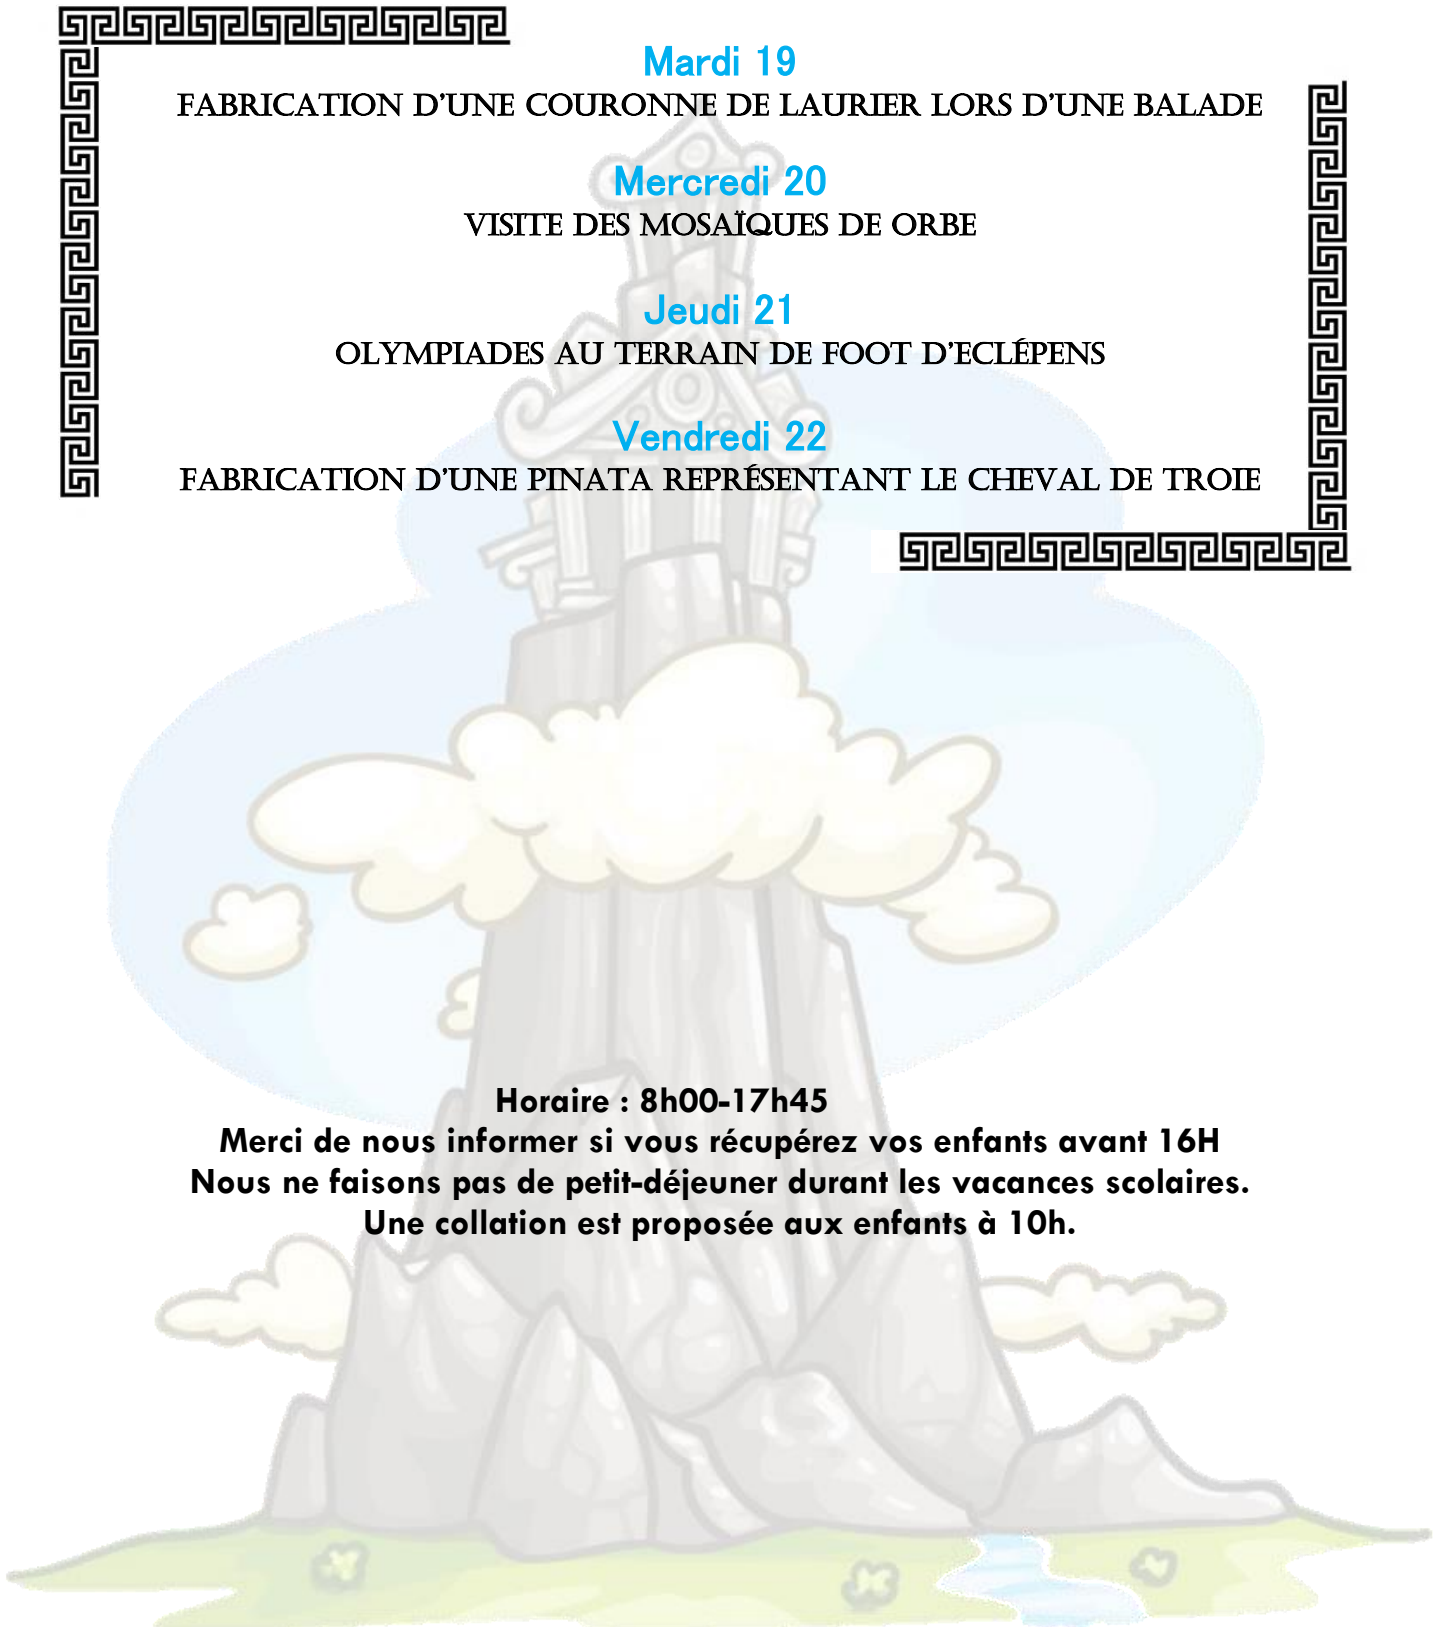 Mardi 19
FABRICATION D'UNE COURONNE DE LAURIER LORS D'UNE BALADE
Mercredi 20
VISITE DES MOSAÏQUES DE ORBE
Jeudi 21
OLYMPIADES AU TERRAIN DE FOOT D'ECLÉPENS
Vendredi 22
FABRICATION D'UNE PINATA REPRÉSENTANT LE CHEVAL DE TROIE
Horaire : 8h00-17h45
Merci de nous informer si vous récupérez vos enfants avant 16H
Nous ne faisons pas de petit-déjeuner durant les vacances scolaires.
Une collation est proposée aux enfants à 10h.